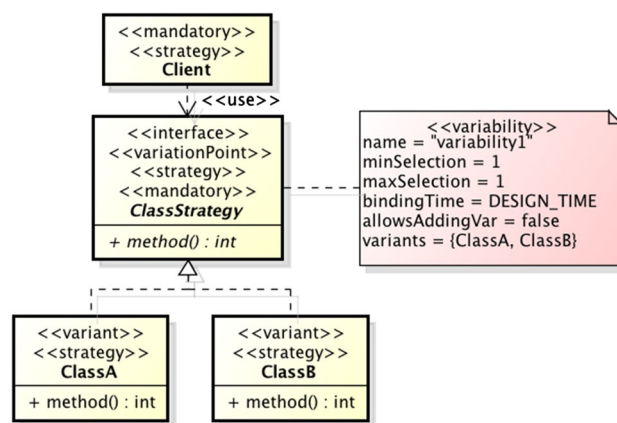 <<mandatory>>
<<strategy>>
Client
<<use>>
<<interface>>
<<variationPoint>>
<<strategy>>
<<mandatory>>
ClassStrategy
+ method() : int
<<variability>>
name = "variability1"
minSelection = 1
maxSelection = 1
bindingTime = DESIGN_TIME
allowsAddingVar = false
variants = {ClassA, ClassB}
<<variant>>
<<strategy>>
ClassA
+ method() : int
<<variant>>
<<strategy>>
ClassB
+ method() : int